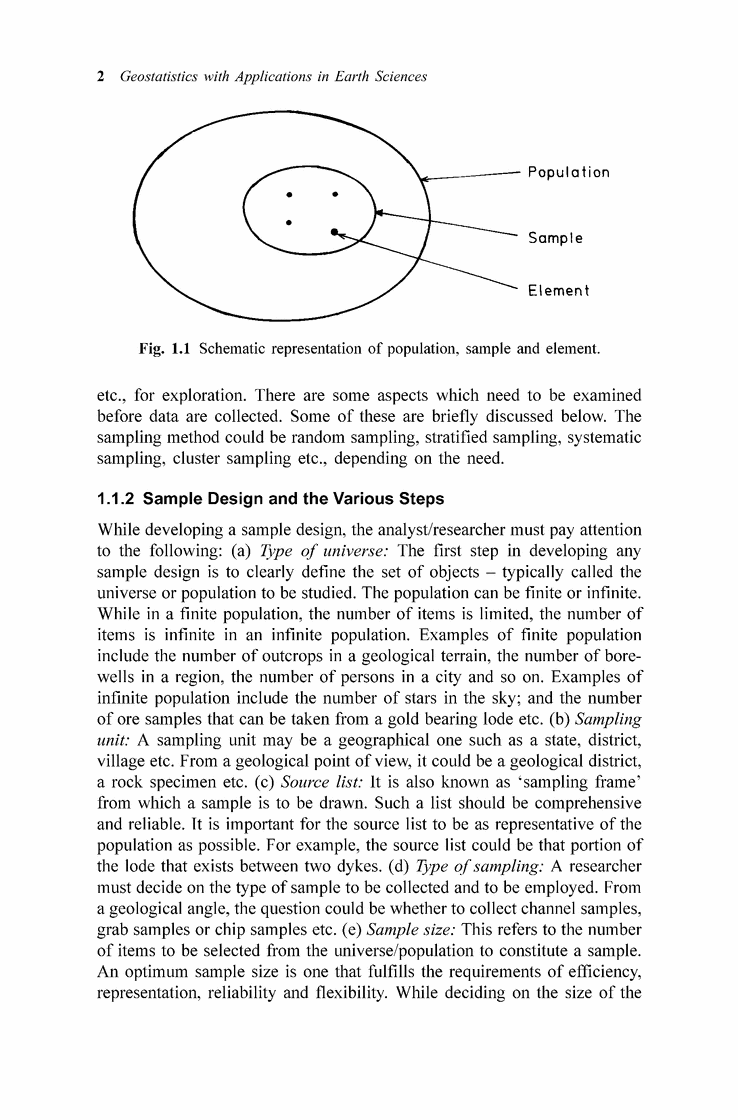 2 Geostatistics with Applications in Earth Sciences
Population
Sample
Element
Fig. 1.1 Schematic representation of population, sample and element.
etc., for exploration. There are some aspects which need to be examined
before data are collected. Some of these are briefly discussed below. The
sampling method could be random sampling, stratified sampling, systematic
sampling, cluster sampling etc., depending on the need.
1.1.2 Sample Design and the Various Steps
While developing a sample design, the analyst/researcher must pay attention
to the following: (a) Type of universe: The first step in developing any
sample design is to clearly define the set of objects – typically called the
universe or population to be studied. The population can be finite or infinite.
While in a finite population, the number of items is limited, the number of
items is infinite in an infinite population. Examples of finite population
include the number of outcrops in a geological terrain, the number of bore-
wells in a region, the number of persons in a city and so on. Examples of
infinite population include the number of stars in the sky; and the number
of ore samples that can be taken from a gold bearing lode etc. (b) Sampling
unit: A sampling unit may be a geographical one such as a state, district,
village etc. From a geological point of view, it could be a geological district,
a rock specimen etc. (c) Source list: It is also known as ‘sampling frame’
from which a sample is to be drawn. Such a list should be comprehensive
and reliable. It is important for the source list to be as representative of the
population as possible. For example, the source list could be that portion of
the lode that exists between two dykes. (d) Type of sampling: A researcher
must decide on the type of sample to be collected and to be employed. From
a geological angle, the question could be whether to collect channel samples,
grab samples or chip samples etc. (e) Sample size: This refers to the number
of items to be selected from the universe/population to constitute a sample.
An optimum sample size is one that fulfills the requirements of efficiency,
representation, reliability and flexibility. While deciding on the size of the